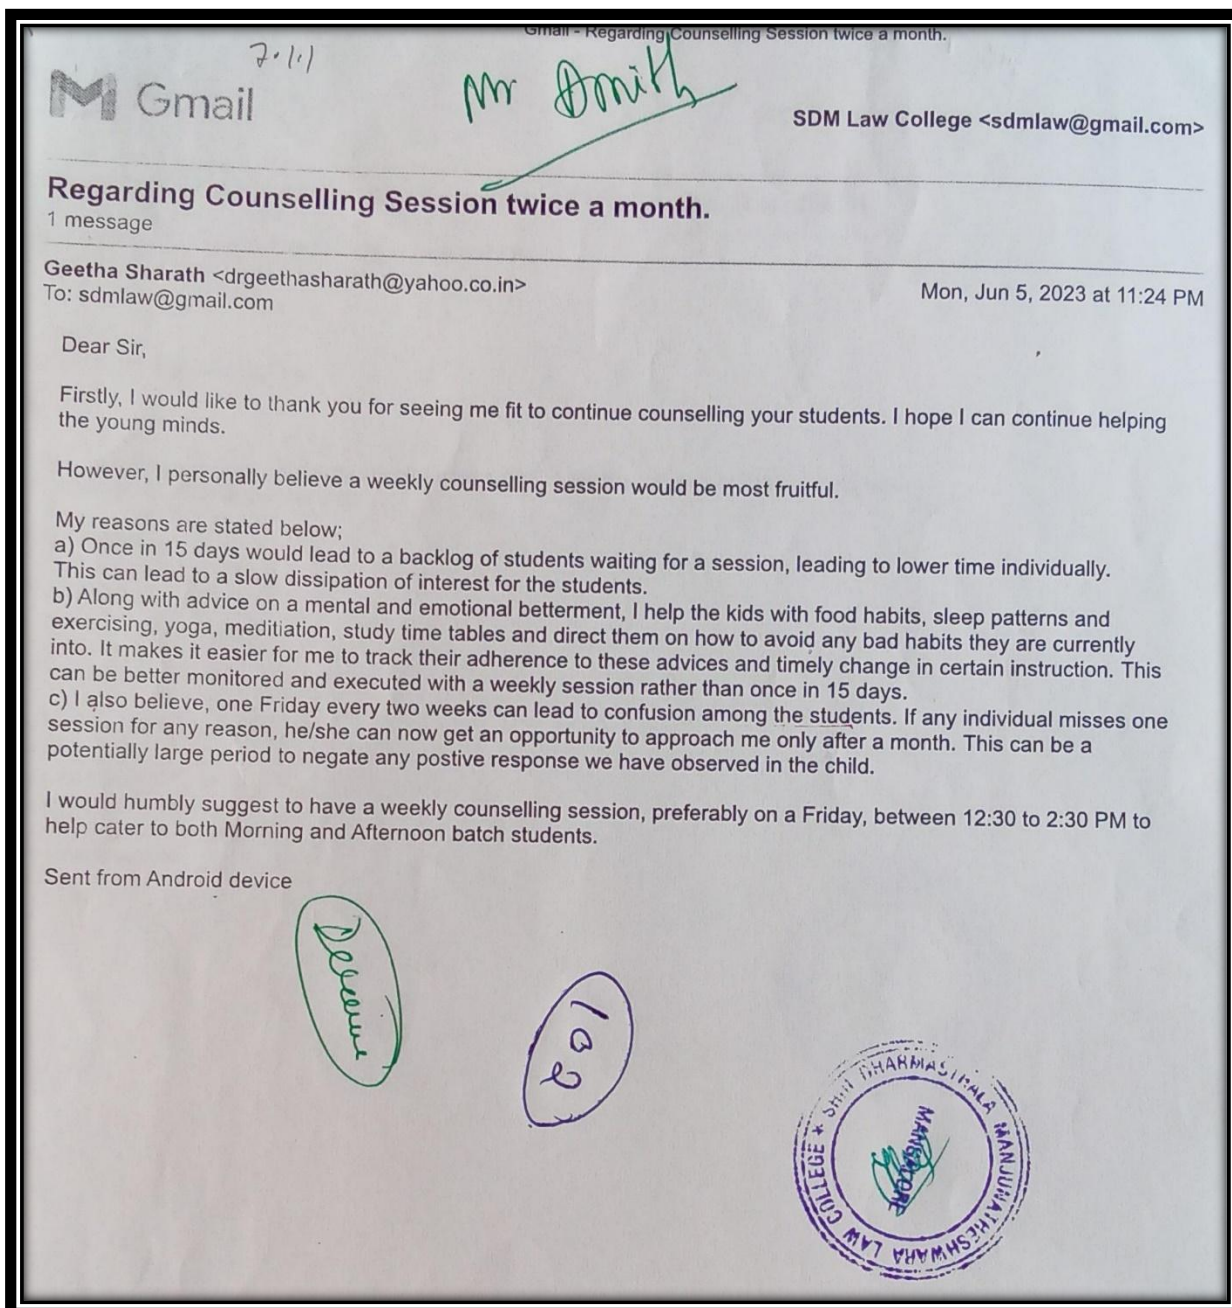 Gmail - Regarding Counselling Session twice a month.
7.1.1
Mr
Gmail
SDM Law College <sdmlaw@gmail.com>
Regarding Counselling Session twice a month.
1 message
Geetha Sharath <drgeethasharath@yahoo.co.in>
To: sdmlaw@gmail.com
Mon, Jun 5, 2023 at 11:24 PM
Dear Sir,
Firstly, I would like to thank you for seeing me fit to continue counselling your students. I hope I can continue helping
the young minds.
However, I personally believe a weekly counselling session would be most fruitful.
My reasons are stated below;
a) Once in 15 days would lead to a backlog of students waiting for a session, leading to lower time individually.
This can lead to a slow dissipation of interest for the students.
b) Along with advice on a mental and emotional betterment, I help the kids with food habits, sleep patterns and
exercising, yoga, meditiation, study time tables and direct them on how to avoid any bad habits they are currently
into. It makes it easier for me to track their adherence to these advices and timely change in certain instruction. This
can be better monitored and executed with a weekly session rather than once in 15 days.
c) I also believe, one Friday every two weeks can lead to confusion among the students. If any individual misses one
session for any reason, he/she can now get an opportunity to approach me only after a month. This can be a
potentially large period to negate any postive response we have observed in the child.
I would humbly suggest to have a weekly counselling session, preferably on a Friday, between 12:30 to 2:30 PM to
help cater to both Morning and Afternoon batch students.
Sent from Android device
102
SHRI DHARMASTHALA MANJUNATHESHWARA LAW COLLEGE *
MANGALORE